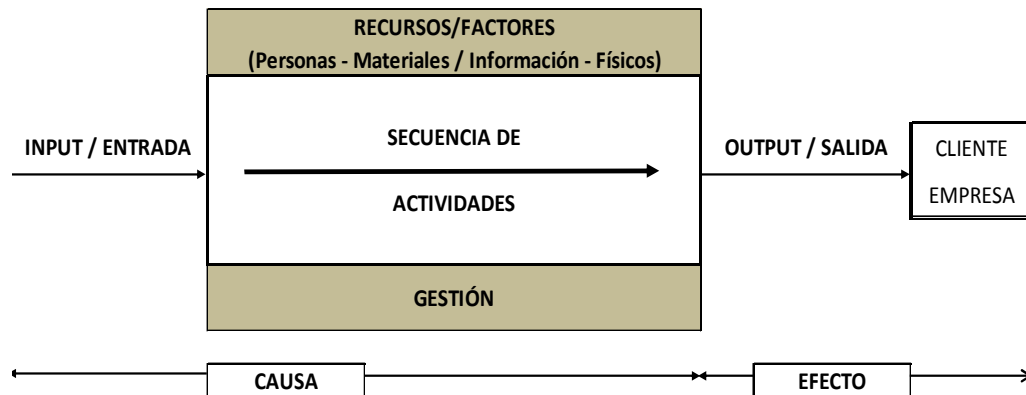 RECURSOS/FACTORES
(Personas - Materiales / Información - Físicos)
INPUT / ENTRADA
SECUENCIA DE
ACTIVIDADES
OUTPUT / SALIDA
CLIENTE
EMPRESA
GESTIÓN
CAUSA
EFECTO